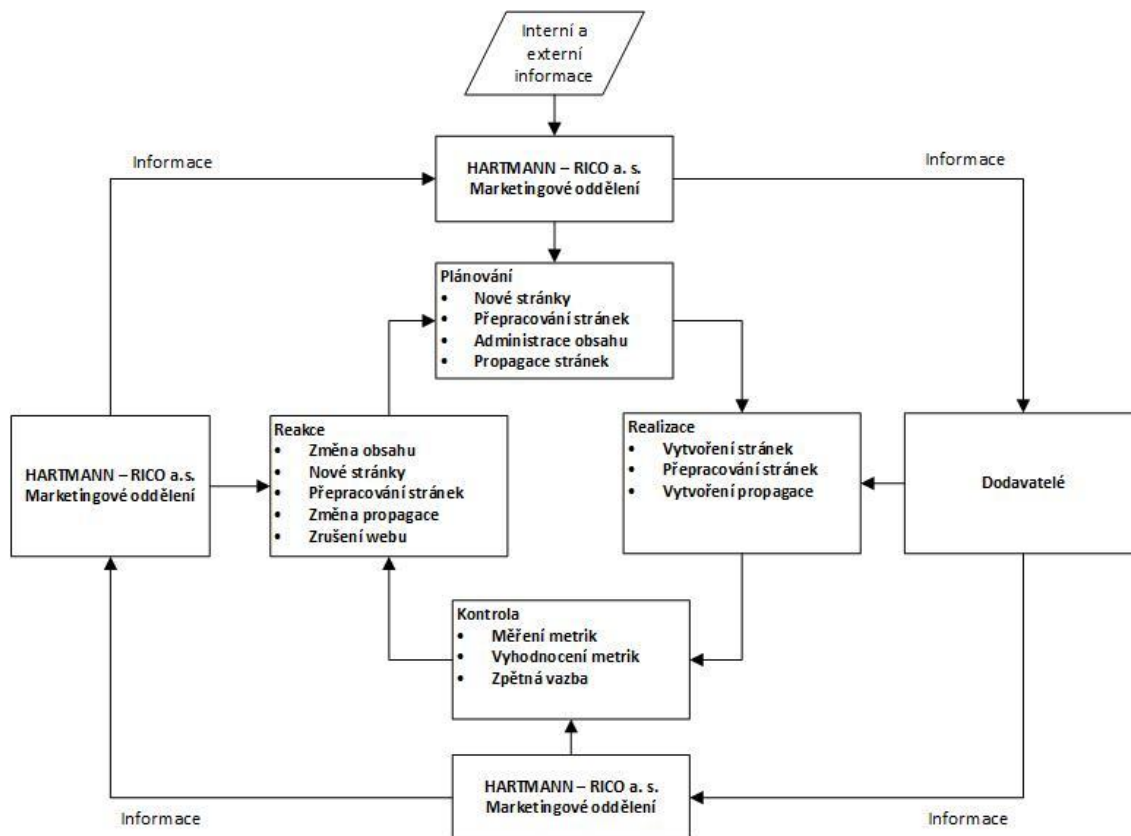 Interní a
externí
informace
Informace
HARTMANN – RICO a. s.
Marketingové oddělení
Informace
Plánování
• Nové stránky
• Přepracování stránek
• Administrace obsahu
• Propagace stránek
HARTMANN – RICO a.s.
Marketingové oddělení
Reakce
• Změna obsahu
• Nové stránky
• Přepracování stránek
• Změna propagace
• Zrušení webu
Realizace
• Vytvoření stránek
• Přepracování stránek
• Vytvoření propagace
Dodavatelé
Kontrola
• Měření metrik
• Vyhodnocení metrik
• Zpětná vazba
HARTMANN – RICO a. s.
Marketingové oddělení
Informace
Informace